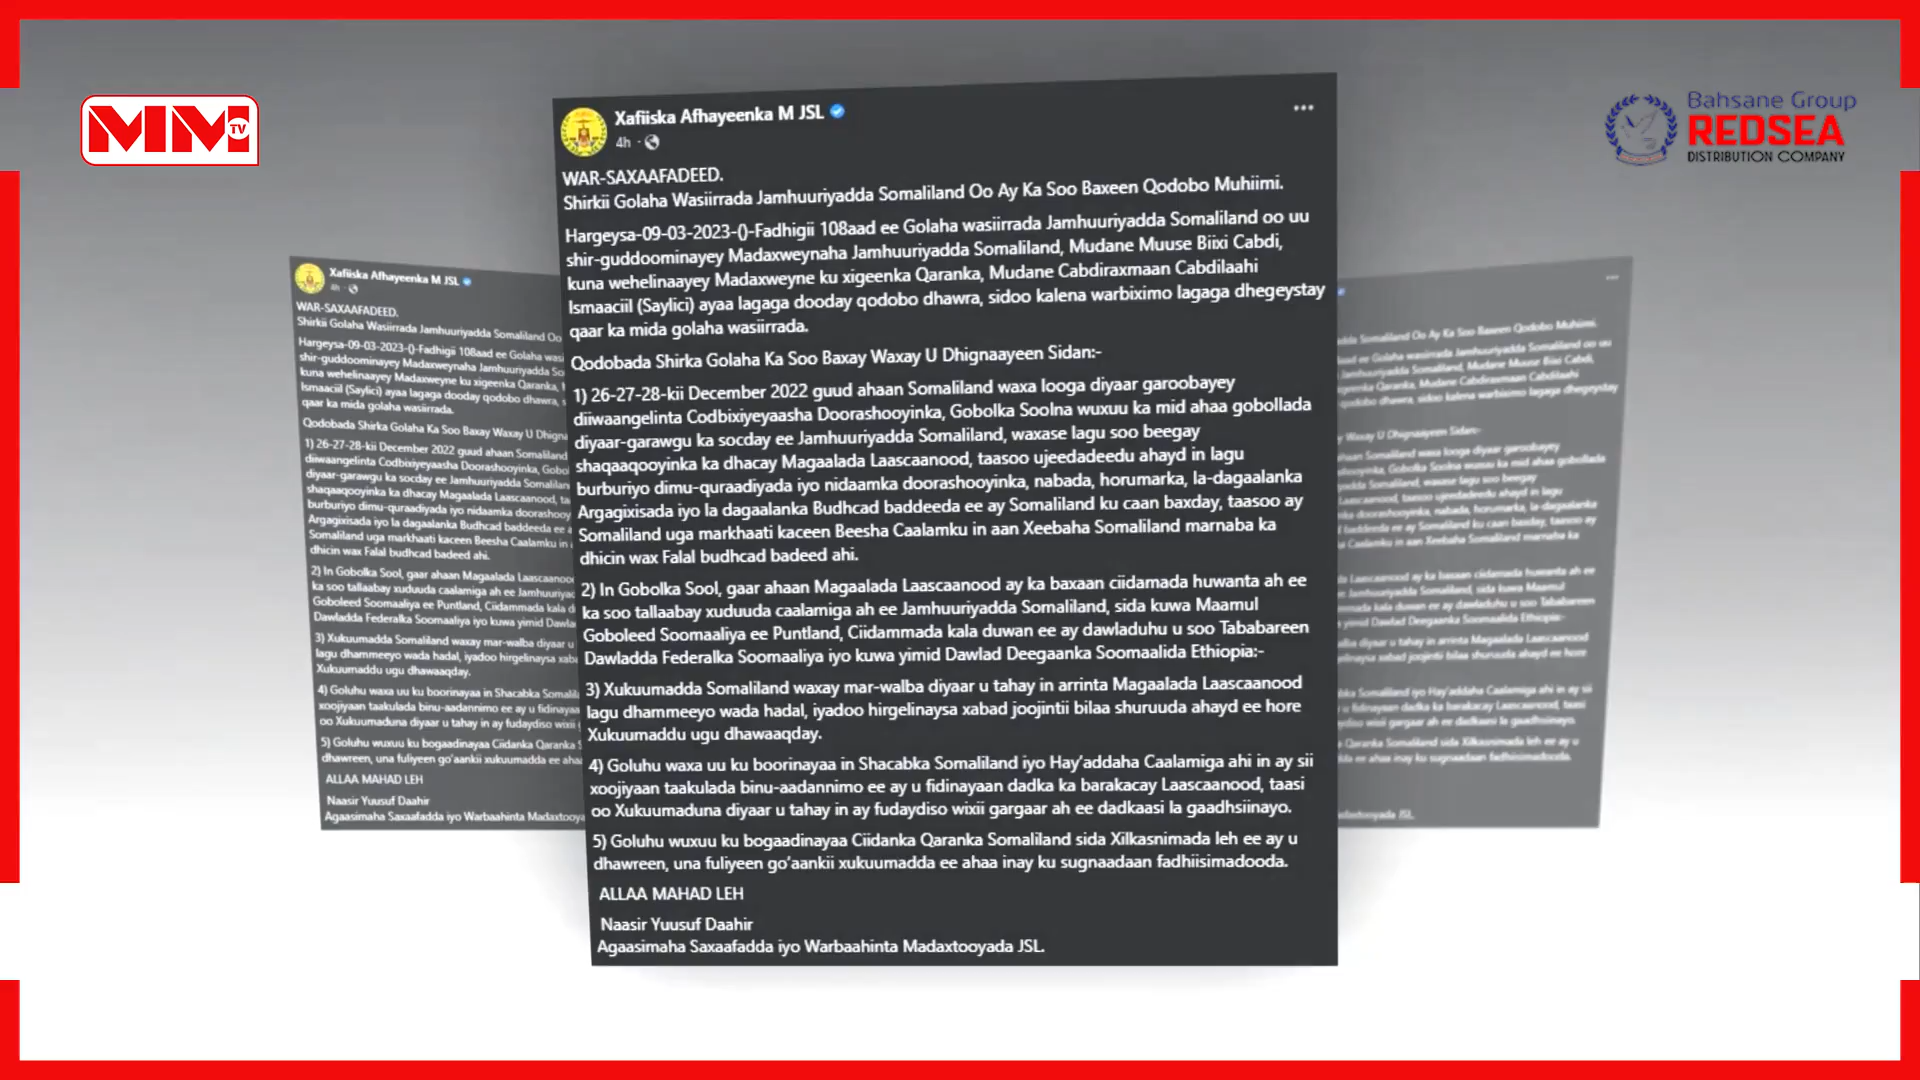 MM TV
Bahsane Group
REDSEA
DISTRIBUTION COMPANY
Xafiiska Afhayeenka M JSL
4h ·
WAR-SAXAAFADEED.
Shirkii Golaha Wasiirrada Jamhuuriyadda Somaliland Oo Ay Ka Soo Baxeen Qodobo Muhiimi.
Hargeysa-09-03-2023-()-Fadhigii 108aad ee Golaha wasiirrada Jamhuuriyadda Somaliland oo uu
shir-guddoominayey Madaxweynaha Jamhuuriyadda Somaliland, Mudane Muuse Biixi Cabdi,
kuna wehelinaayey Madaxweyne ku xigeenka Qaranka, Mudane Cabdiraxmaan Cabdilaahi
Ismaaciil (Saylici) ayaa lagaga dooday qodobo dhawra, sidoo kalena warbiximo lagaga dhegeystay
qaar ka mida golaha wasiirrada.
Qodobada Shirka Golaha Ka Soo Baxay Waxay U Dhignaayeen Sidan:-
1) 26-27-28-kii December 2022 guud ahaan Somaliland waxa looga diyaar garoobayey
diiwaangelinta Codbixiyeyaasha Doorashooyinka, Gobolka Soolna wuxuu ka mid ahaa gobollada
diyaar-garawgu ka socday ee Jamhuuriyadda Somaliland, waxase lagu soo beegay
shaqaaqooyinka ka dhacay Magaalada Laascaanood, taasoo ujeedadeedu ahayd in lagu
burburiyo dimu-quraadiyada iyo nidaamka doorashooyinka, nabada, horumarka, la-dagaalanka
Argagixisada iyo la dagaalanka Budhcad baddeeda ee ay Somaliland ku caan baxday, taasoo ay
Somaliland uga markhaati kaceen Beesha Caalamku in aan Xeebaha Somaliland marnaba ka
dhicin wax Falal budhcad badeed ahi.
2) In Gobolka Sool, gaar ahaan Magaalada Laascaanood ay ka baxaan ciidamada huwanta ah ee
ka soo tallaabay xuduuda caalamiga ah ee Jamhuuriyadda Somaliland, sida kuwa Maamul
Goboleed Soomaaliya ee Puntland, Ciidammada kala duwan ee ay dawladuhu u soo Tababareen
Dawladda Federalka Soomaaliya iyo kuwa yimid Dawlad Deegaanka Soomaalida Ethiopia:-
3) Xukuumadda Somaliland waxay mar-walba diyaar u tahay in arrinta Magaalada Laascaanood
lagu dhammeeyo wada hadal, iyadoo hirgelinaysa xabad joojintii bilaa shuruuda ahayd ee hore
Xukuumaddu ugu dhawaaqday.
4) Goluhu waxa uu ku boorinayaa in Shacabka Somaliland iyo Hay'addaha Caalamiga ahi in ay sii
xoojiyaan taakulada binu-aadannimo ee ay u fidinayaan dadka ka barakacay Laascaanood, taasi
oo Xukuumaduna diyaar u tahay in ay fudaydiso wixii gargaar ah ee dadkaasi la gaadhsiinayo.
5) Goluhu wuxuu ku bogaadinayaa Ciidanka Qaranka Somaliland sida Xilkasnimada leh ee ay u
dhawreen, una fuliyeen go'aankii xukuumadda ee ahaa inay ku sugnaadaan fadhiisimadooda.
ALLAA MAHAD LEH
Naasir Yuusuf Daahir
Agaasimaha Saxaafadda iyo Warbaahinta Madaxtooyada JSL.